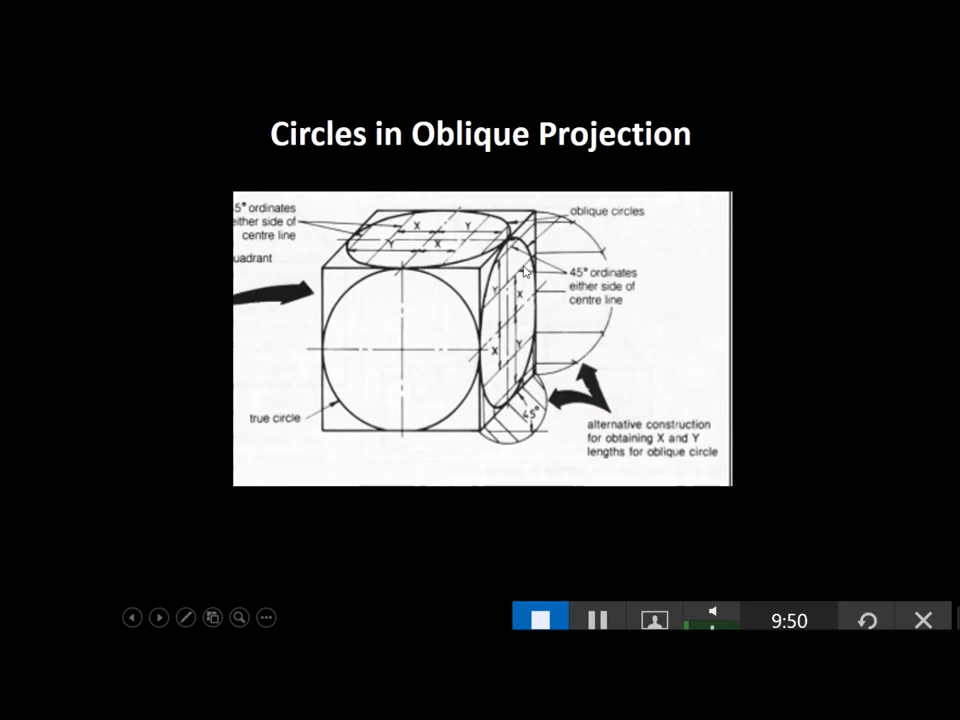 Circles in Oblique Projection
5° ordinates
either side of
centre line
uadrant
oblique circles
X
Y
Y
X
45° ordinates
either side of
centre line
Y
X
X
Y
true circle
45°
alternative construction
for obtaining X and Y
lengths for oblique circle
9:50